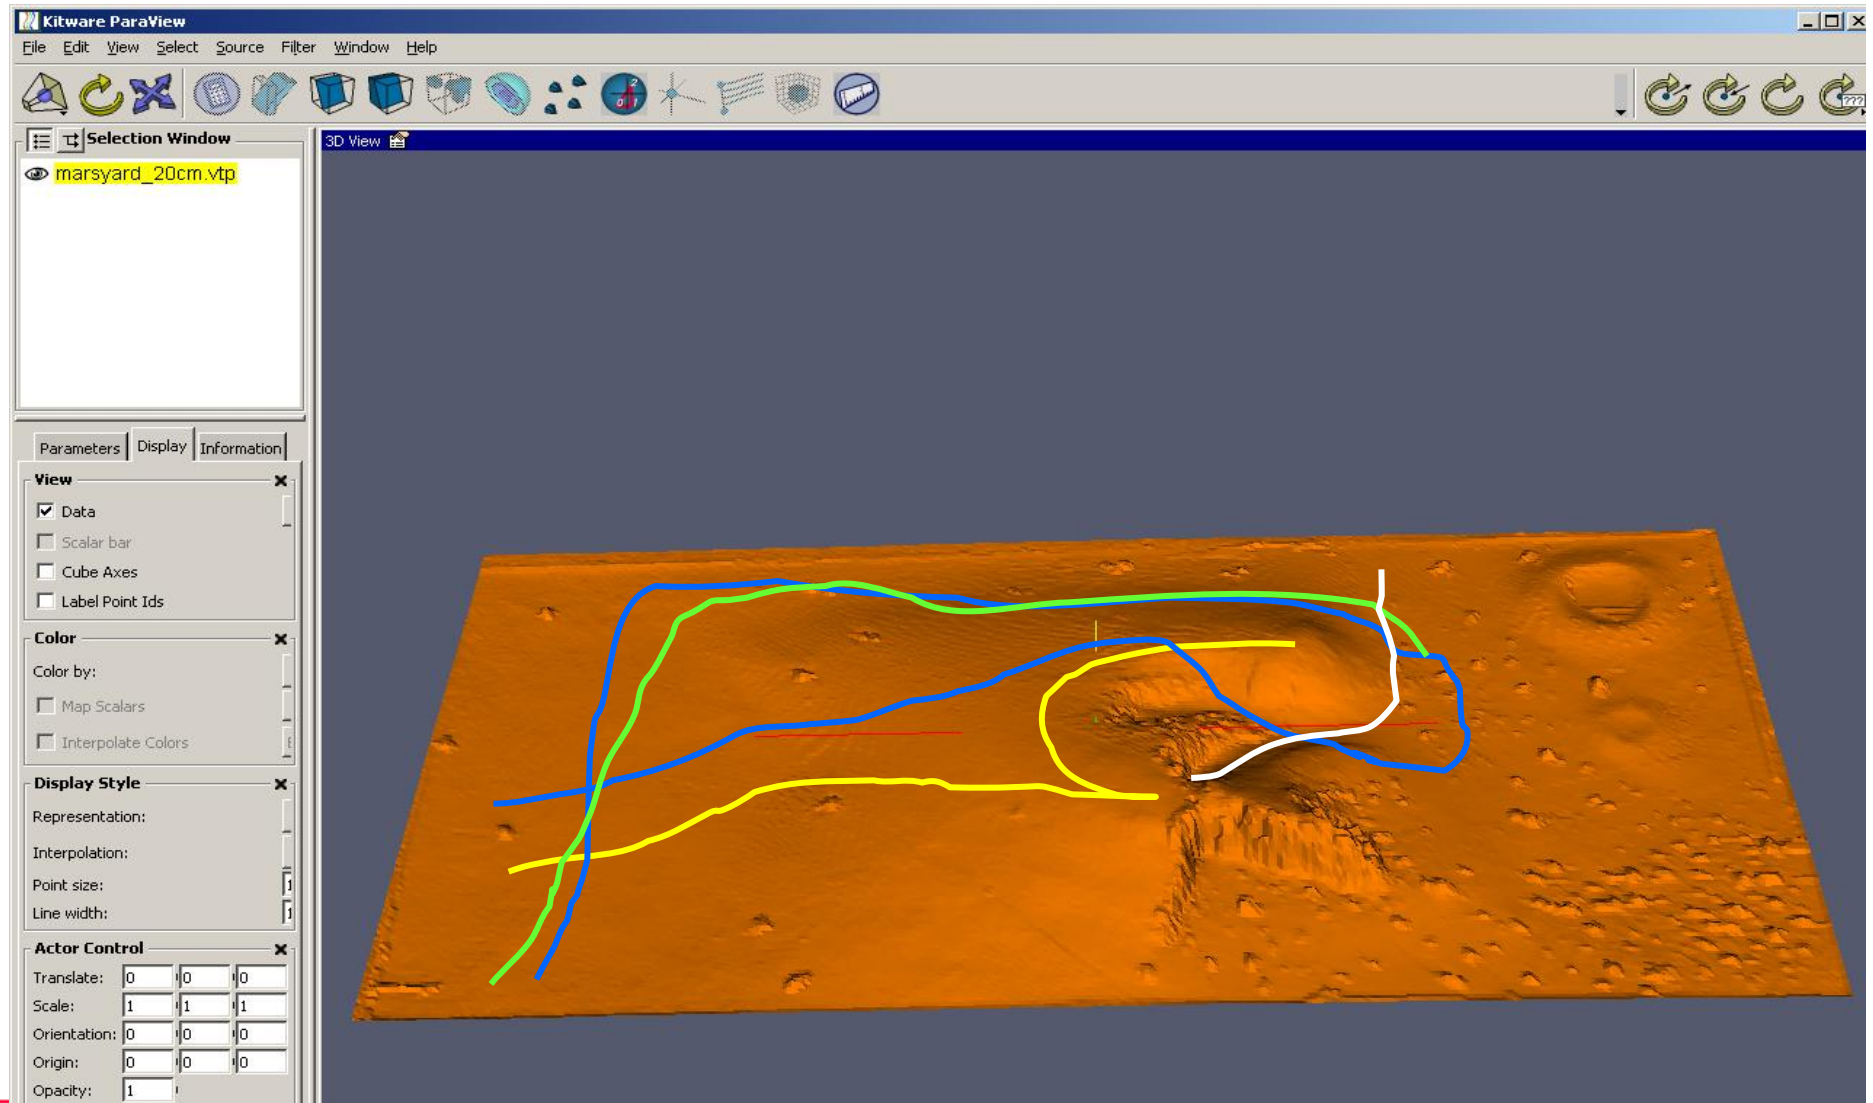 Kitware ParaView
File Edit View Select Source Filter Window Help
???
Selection Window
3D View
marsyard_20cm.vtp
Parameters Display Information
View
Data
Scalar bar
Cube Axes
Label Point Ids
Color
Color by:
Map Scalars
Interpolate Colors
Display Style
Representation:
Interpolation:
Point size:
Line width:
Actor Control
Translate: 0 0 0
Scale: 1 1 1
Orientation: 0 0 0
Origin: 0 0 0
Opacity: 1